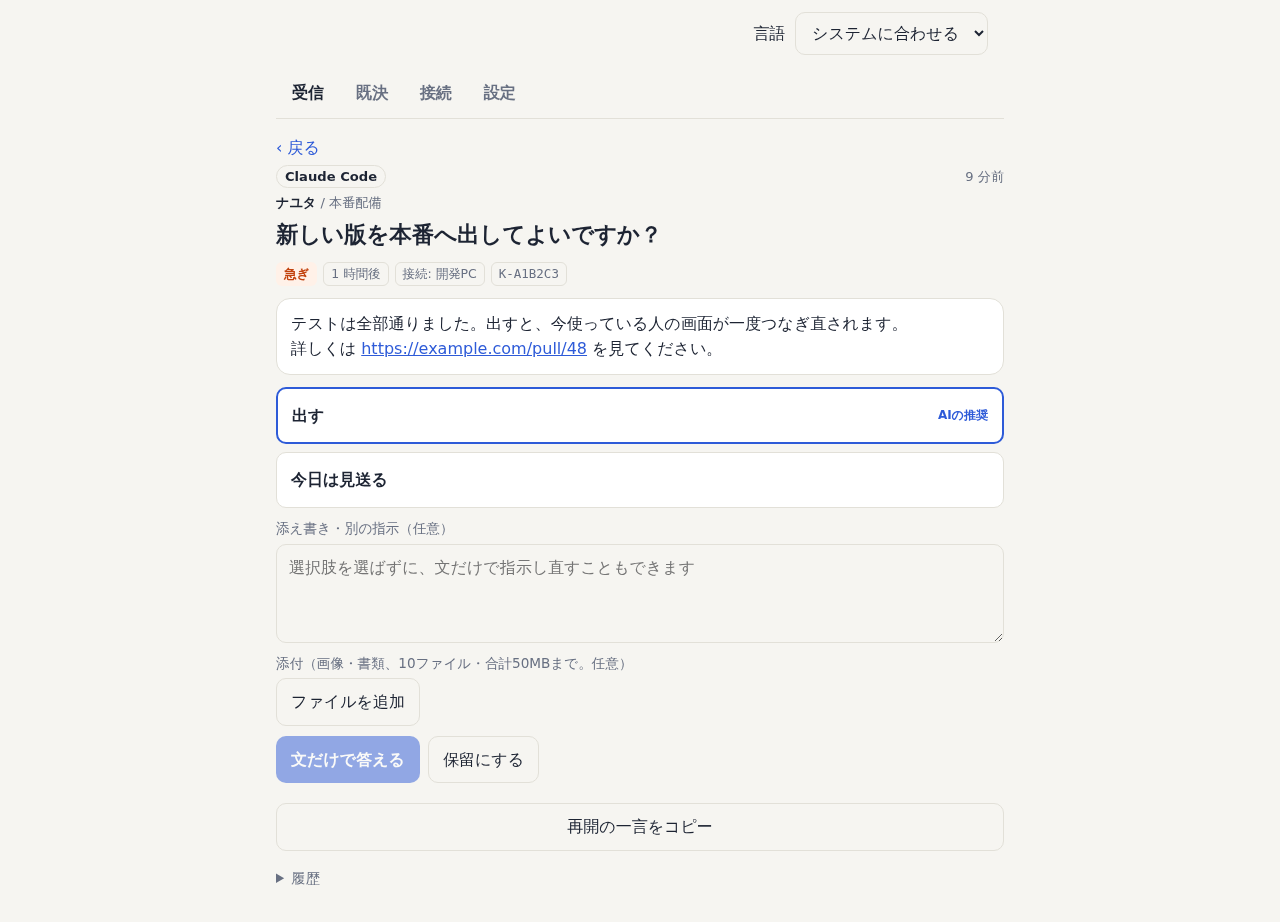 言語 システムに合わせる
受信 既決 接続 設定
‹ 戻る
Claude Code 9 分前
ナユタ / 本番配備
新しい版を本番へ出してよいですか？
急ぎ 1 時間後 接続: 開発PC K-A1B2C3
テストは全部通りました。出すと、今使っている人の画面が一度つなぎ直されます。
詳しくは https://example.com/pull/48 を見てください。
出す AIの推奨
今日は見送る
添え書き・別の指示（任意）
選択肢を選ばずに、文だけで指示し直すこともできます
添付（画像・書類、10ファイル・合計50MBまで。任意）
ファイルを追加
文だけで答える 保留にする
再開の一言をコピー
履歴